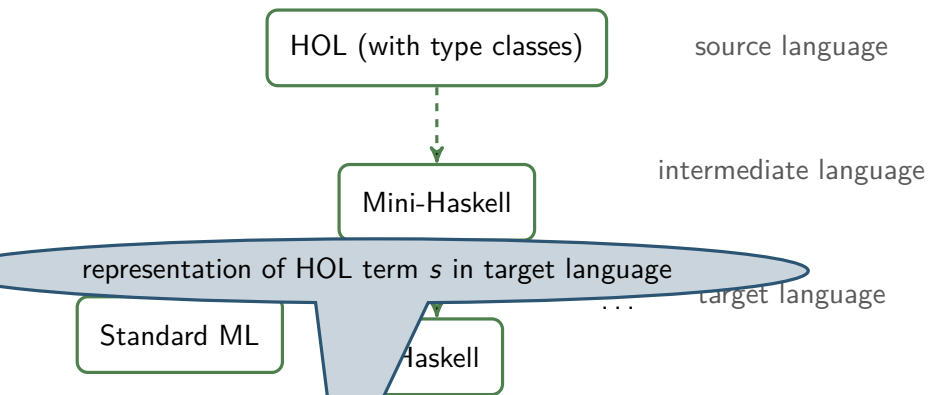 HOL (with type classes)
source language
intermediate language
Mini-Haskell
representation of HOL term s in target language
target language
...
Standard ML
Haskell